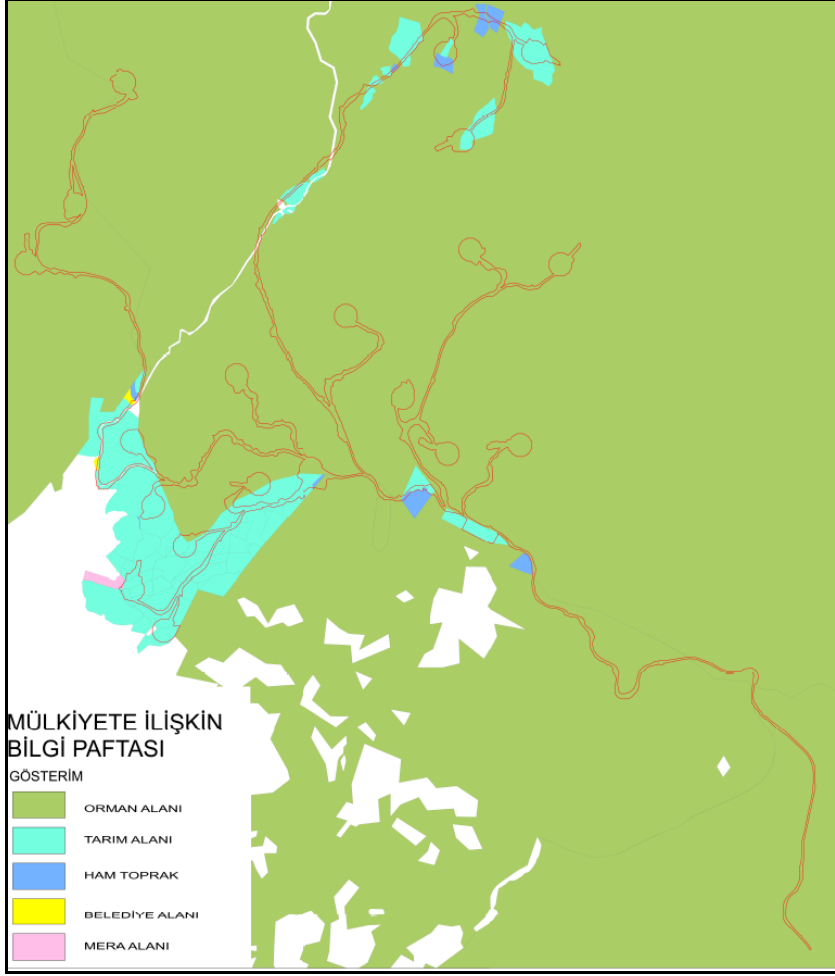 MÜLKİYETE İLİŞKİN
BİLGİ PAFTASI
GÖSTERİM
ORMAN ALANI
TARIM ALANI
HAM TOPRAK
BELEDİYE ALANI
MERA ALANI